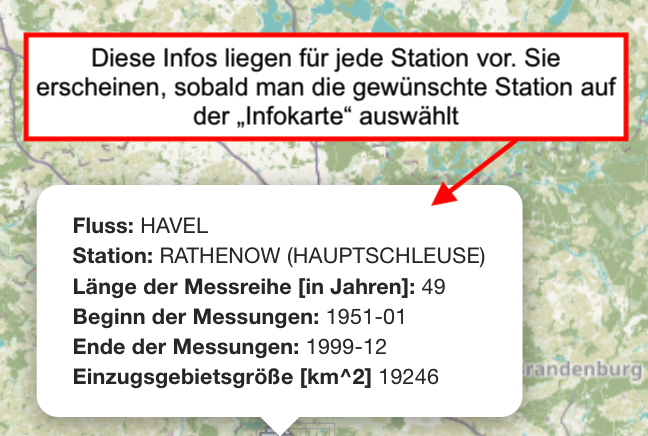 Diese Infos liegen für jede Station vor. Sie
erscheinen, sobald man die gewünschte Station auf
der „Infokarte“ auswählt
Fluss: HAVEL
Station: RATHENOW (HAUPTSCHLEUSE)
Länge der Messreihe [in Jahren]: 49
Beginn der Messungen: 1951-01
Ende der Messungen: 1999-12
Einzugsgebietsgröße [km^2] 19246
randenburg